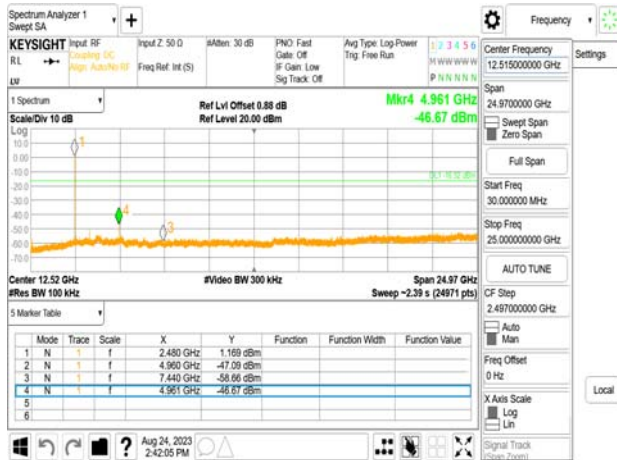 Spectrum Analyzer 1
Swept SA
Frequency
KEYSIGHT Input: RF Input Z: 50 Ω #Atten: 30 dB PNO: Fast Avg Type: Log-Power 1 2 3 4 5 6
RL Coupling: DC Gate: Off Trig: Free Run M W W W W W
Align: Auto/No RF Freq Ref: Int (S) IF Gain: Low
Sig Track: Off P N N N N N
LXI
1 Spectrum
Ref Lvl Offset 0.88 dB
Mkr4 4.961 GHz
Scale/Div 10 dB
Ref Level 20.00 dBm
-46.67 dBm
Log
10.0
0.00
-10.0
-20.0
-30.0
-40.0
-50.0
-60.0
-70.0
1
4
3
Center 12.52 GHz
#Video BW 300 kHz
Span 24.97 GHz
#Res BW 100 kHz
Sweep ~2.39 s (24971 pts)
5 Marker Table
Mode Trace Scale X Y Function Function Width Function Value
1 N 1 f 2.480 GHz 1.169 dBm
2 N 1 f 4.960 GHz -47.09 dBm
3 N 1 f 7.440 GHz -58.66 dBm
4 N 1 f 4.961 GHz -46.67 dBm
5
6
Aug 24, 2023
2:42:05 PM
Center Frequency
12.515000000 GHz
Span
24.9700000 GHz
Swept Span
Zero Span
Full Span
Start Freq
30.000000 MHz
Stop Freq
25.000000000 GHz
AUTO TUNE
CF Step
2.497000000 GHz
Auto
Man
Freq Offset
0 Hz
X Axis Scale
Log
Lin
Signal Track
(Span Zoom)
Settings
Local